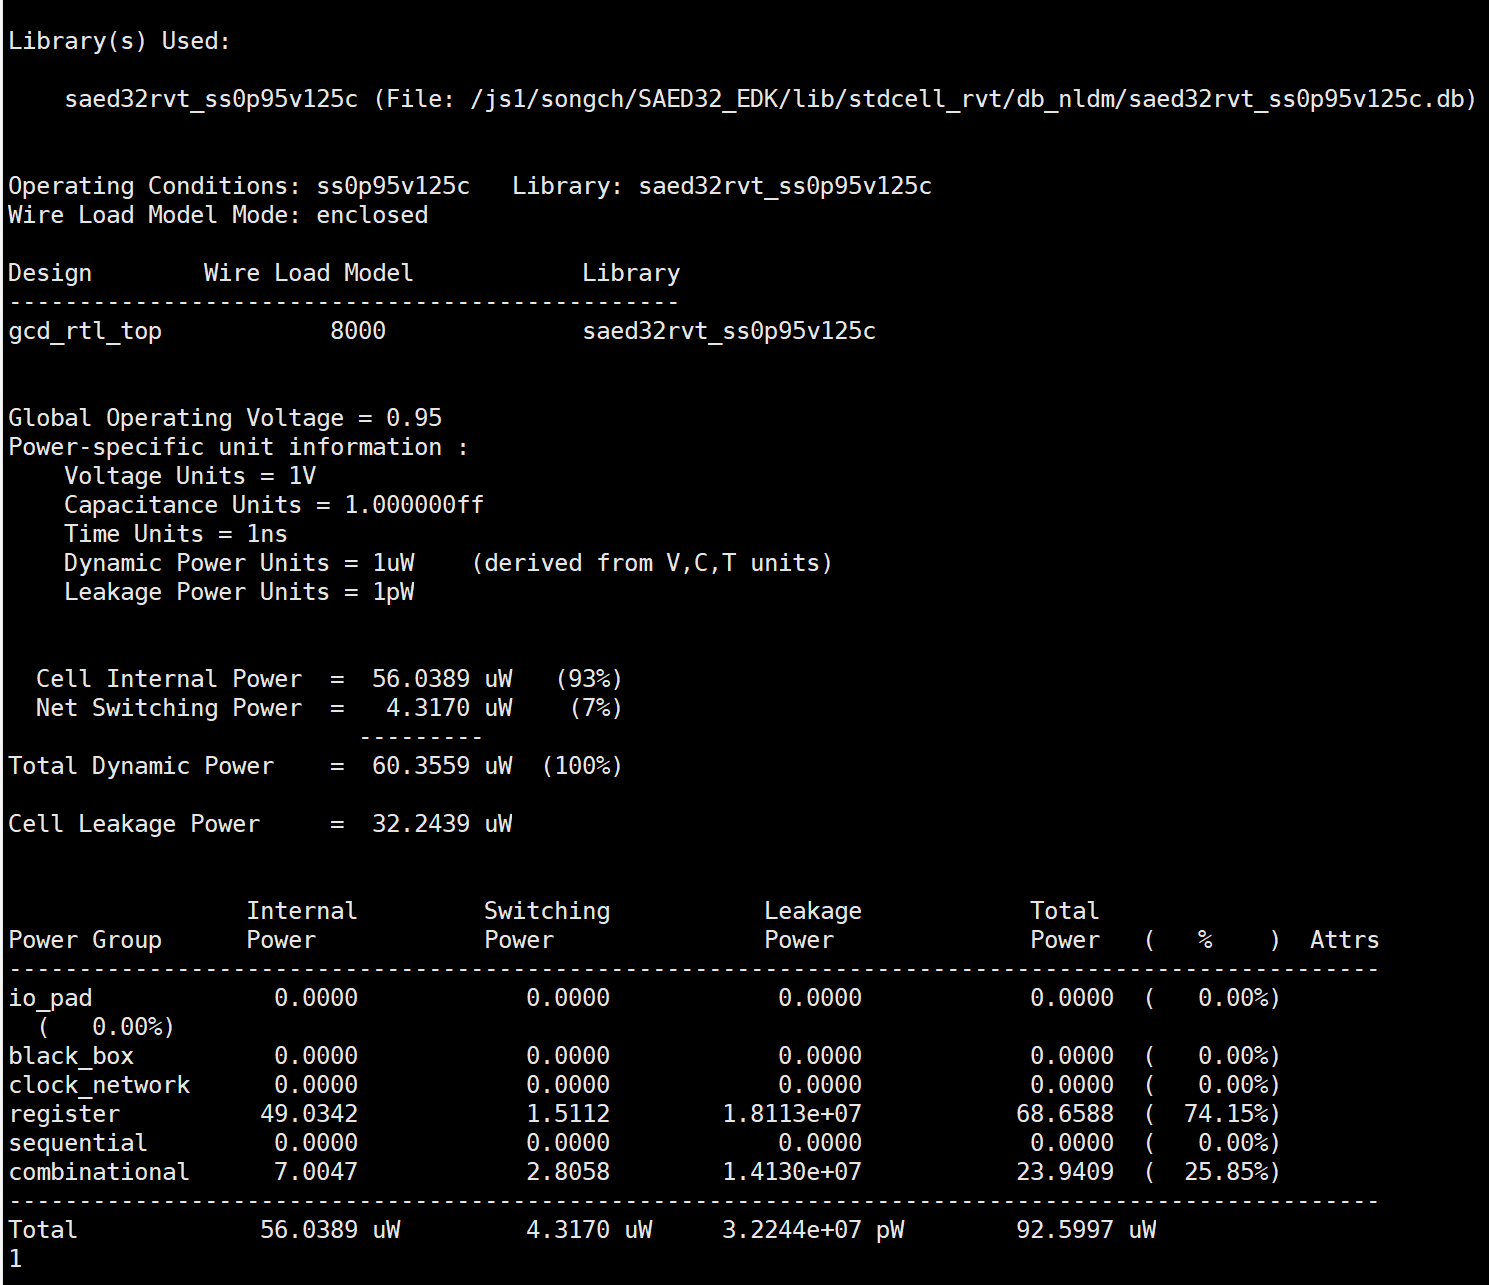 Library(s) Used:
    saed32rvt_ss0p95v125c (File: /js1/songch/SAED32_EDK/lib/stdcell_rvt/db_nldm/saed32rvt_ss0p95v125c.db)
Operating Conditions: ss0p95v125c   Library: saed32rvt_ss0p95v125c
Wire Load Model Mode: enclosed
Design        Wire Load Model            Library
------------------------------------------------
gcd_rtl_top            8000              saed32rvt_ss0p95v125c
Global Operating Voltage = 0.95
Power-specific unit information :
    Voltage Units = 1V
    Capacitance Units = 1.000000ff
    Time Units = 1ns
    Dynamic Power Units = 1uW    (derived from V,C,T units)
    Leakage Power Units = 1pW
  Cell Internal Power  =  56.0389 uW   (93%)
  Net Switching Power  =   4.3170 uW    (7%)
                         ---------
Total Dynamic Power    =  60.3559 uW  (100%)
Cell Leakage Power     =  32.2439 uW
                 Internal         Switching           Leakage            Total
Power Group      Power            Power               Power              Power   (   %    )  Attrs
--------------------------------------------------------------------------------------------------
io_pad             0.0000            0.0000            0.0000            0.0000  (   0.00%)
  (   0.00%)
black_box          0.0000            0.0000            0.0000            0.0000  (   0.00%)
clock_network      0.0000            0.0000            0.0000            0.0000  (   0.00%)
register          49.0342            1.5112        1.8113e+07           68.6588  (  74.15%)
sequential         0.0000            0.0000            0.0000            0.0000  (   0.00%)
combinational      7.0047            2.8058        1.4130e+07           23.9409  (  25.85%)
--------------------------------------------------------------------------------------------------
Total             56.0389 uW         4.3170 uW     3.2244e+07 pW        92.5997 uW
1